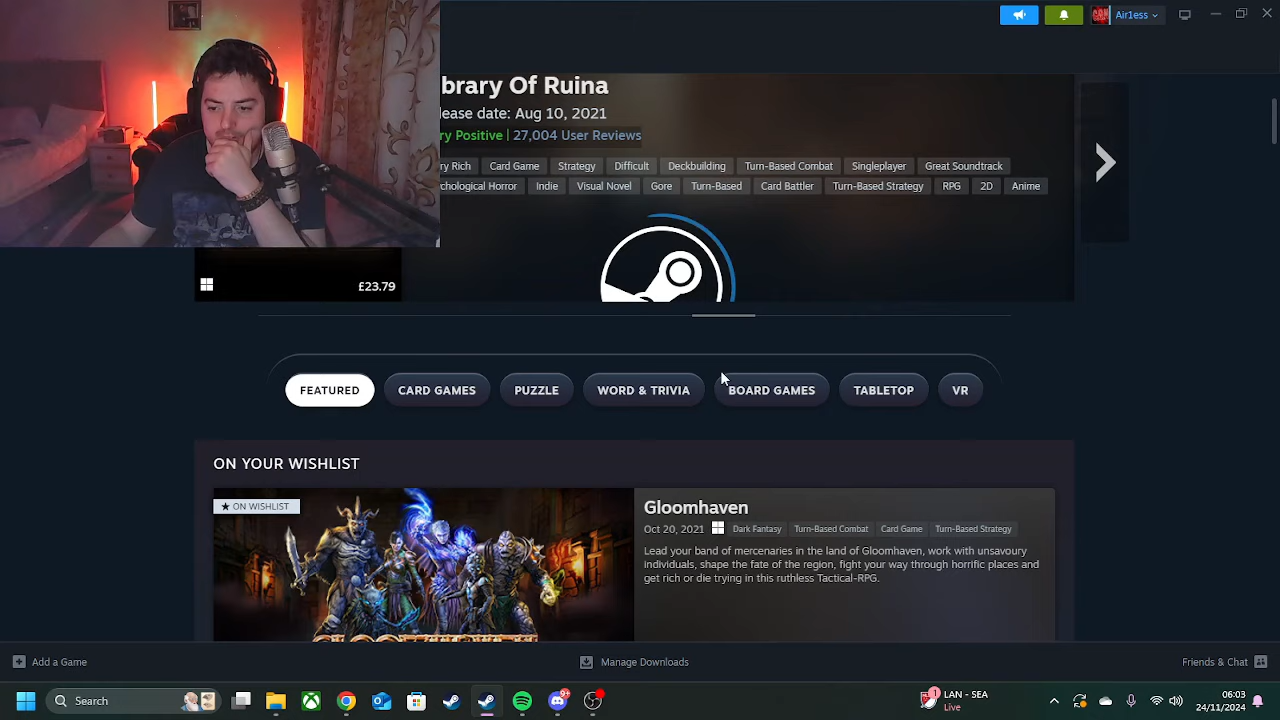 Air1ess
brary Of Ruina
lease date: Aug 10, 2021
ry Positive | 27,004 User Reviews
ry Rich Card Game Strategy Difficult Deckbuilding Turn-Based Combat Singleplayer Great Soundtrack
chological Horror Indie Visual Novel Gore Turn-Based Card Battler Turn-Based Strategy RPG 2D Anime
£23.79
FEATURED CARD GAMES PUZZLE WORD & TRIVIA BOARD GAMES TABLETOP VR
ON YOUR WISHLIST
★ ON WISHLIST
Gloomhaven
Oct 20, 2021 Dark Fantasy Turn-Based Combat Card Game Turn-Based Strategy
Lead your band of mercenaries in the land of Gloomhaven, work with unsavoury
individuals, shape the fate of the region, fight your way through horrific places and
get rich or die trying in this ruthless Tactical-RPG.
GLOOMHAVEN
Add a Game Manage Downloads Friends & Chat
Search 9+ 1 LAN - SEA Live 18:03 24/11/2024